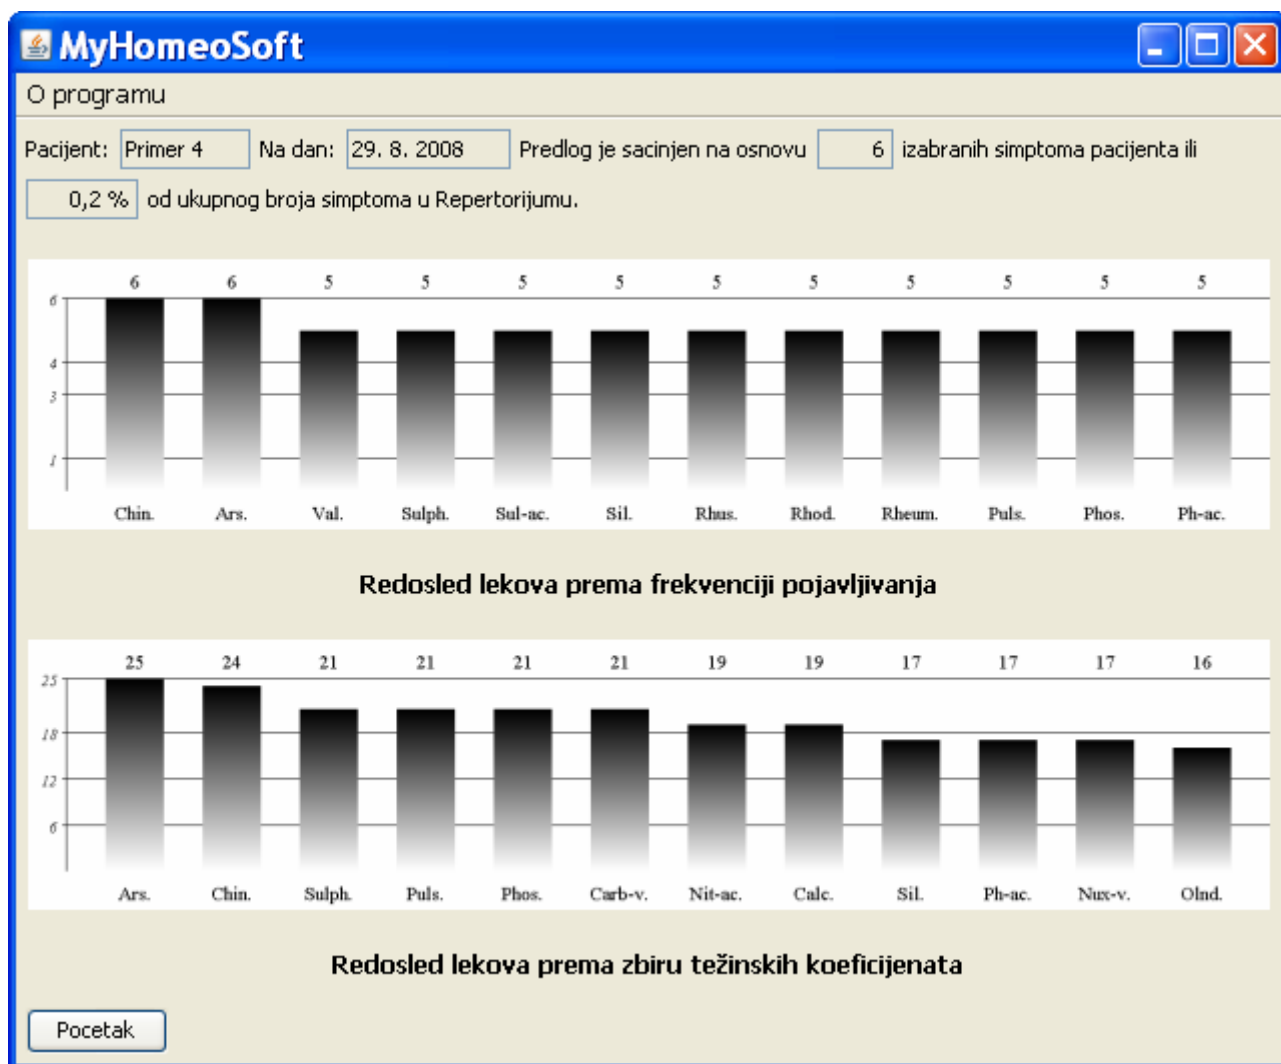 MyHomeoSoft
O programu
Pacijent: Primer 4 Na dan: 29. 8. 2008 Predlog je sacinjen na osnovu 6 izabranih simptoma pacijenta ili
0,2 % od ukupnog broja simptoma u Repertorijumu.
6 6 5 5 5 5 5 5 5 5 5 5
6
4
3
1
Chin. Ars. Val. Sulph. Sul-ac. Sil. Rhus. Rhod. Rheum. Puls. Phos. Ph-ac.
Redosled lekova prema frekvenciji pojavljivanja
25 24 21 21 21 21 19 19 17 17 17 16
25
18
12
6
Ars. Chin. Sulph. Puls. Phos. Carb-v. Nit-ac. Calc. Sil. Ph-ac. Nux-v. Olnd.
Redosled lekova prema zbiru težinskih koeficijenata
Pocetak